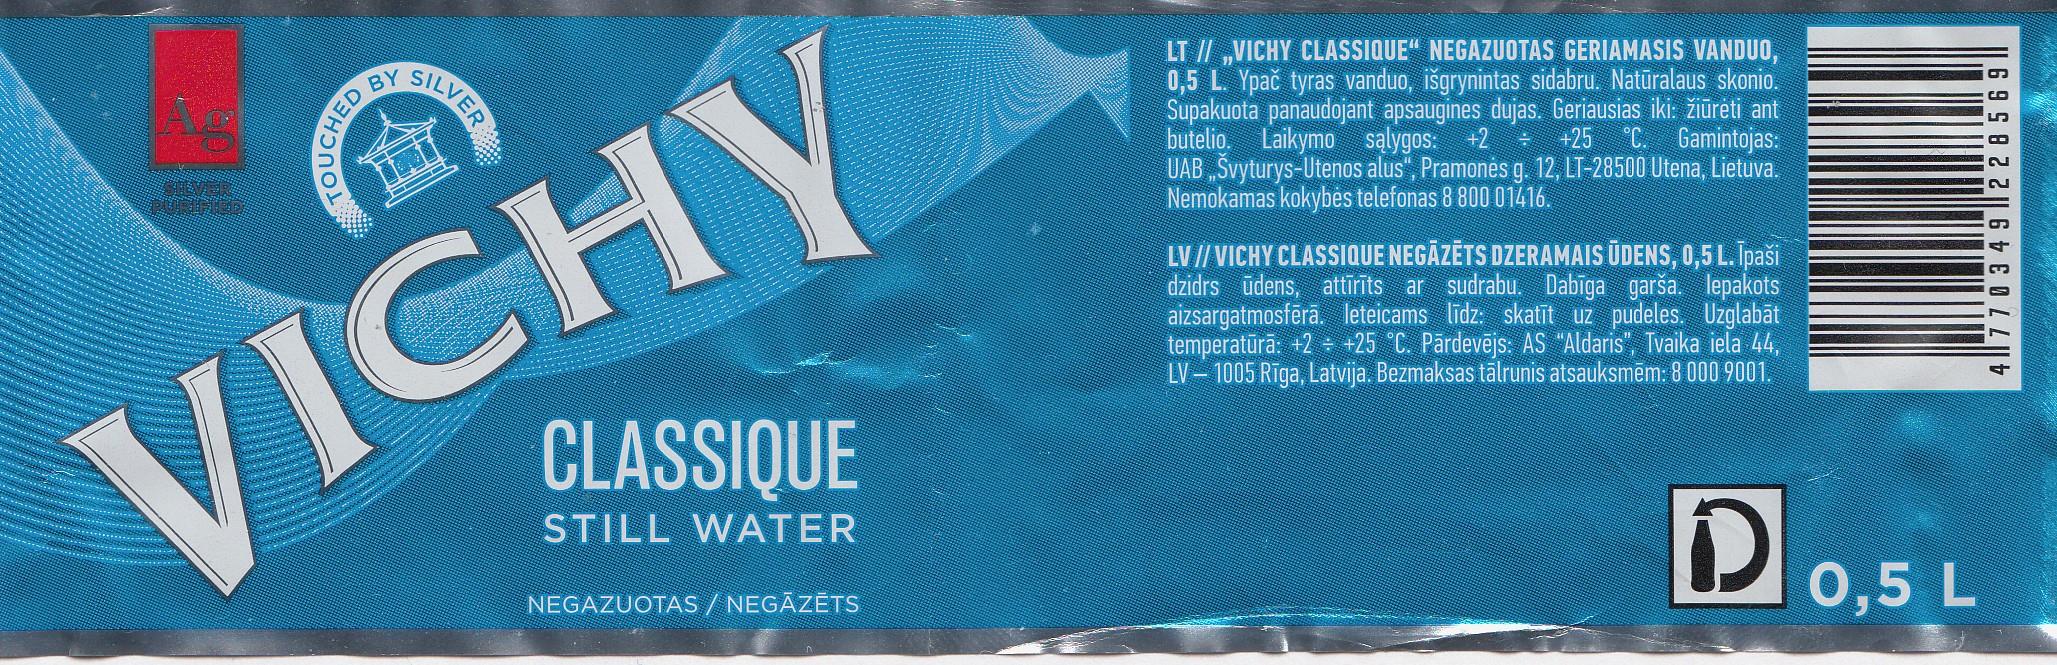 Ag
SILVER
PURIFIED
TOUCHED BY SILVER
VICHY
CLASSIQUE
STILL WATER
NEGAZUOTAS / NEGĀZĒTS
LT // „VICHY CLASSIQUE“ NEGAZUOTAS GERIAMASIS VANDUO,
0,5 L. Ypač tyras vanduo, išgrynintas sidabru. Natūralaus skonio.
Supakuota panaudojant apsaugines dujas. Geriausias iki: žiūrėti ant
butelio. Laikymo sąlygos: +2 ÷ +25 °C. Gamintojas:
UAB „Švyturys-Utenos alus“, Pramonės g. 12, LT-28500 Utena, Lietuva.
Nemokamas kokybės telefonas 8 800 01416.
LV // VICHY CLASSIQUE NEGĀZĒTS DZERAMAIS ŪDENS, 0,5 L. Īpaši
dzidrs ūdens, attīrīts ar sudrabu. Dabīga garša. Iepakots
aizsargatmosfērā. Ieteicams līdz: skatīt uz pudeles. Uzglabāt
temperatūrā: +2 ÷ +25 °C. Pārdevējs: AS “Aldaris”, Tvaika iela 44,
LV – 1005 Rīga, Latvija. Bezmaksas tālrunis atsauksmēm: 8 000 9001.
4 770349 228569
D
0,5 L